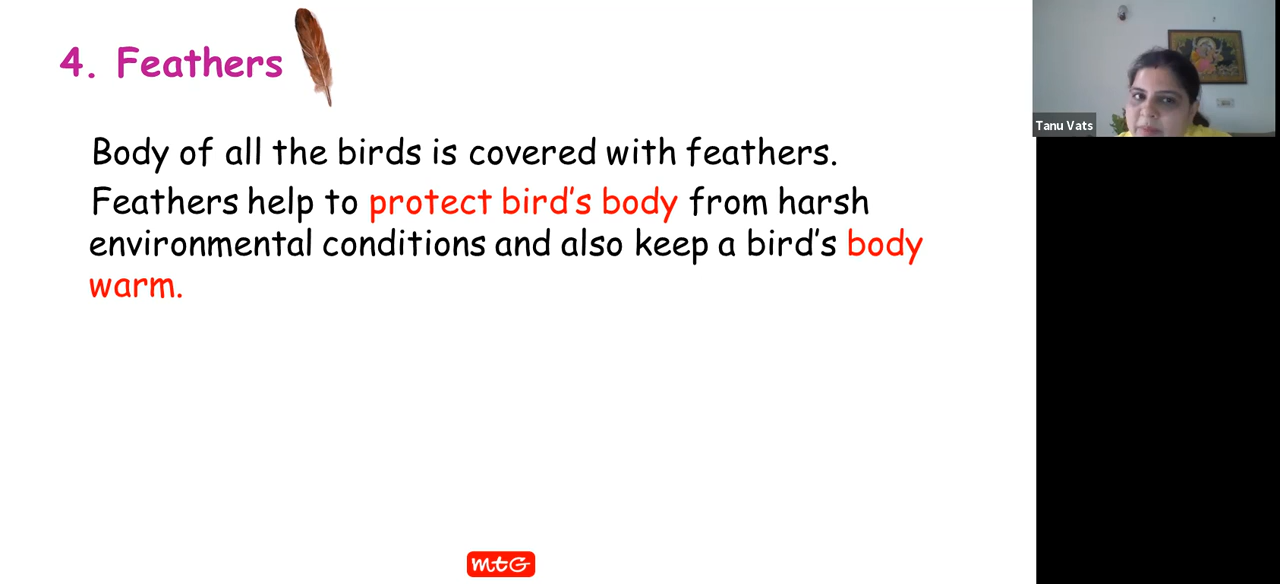 4. Feathers
Body of all the birds is covered with feathers.
Feathers help to protect bird's body from harsh
environmental conditions and also keep a bird's body
warm.
Tanu Vats
mtG